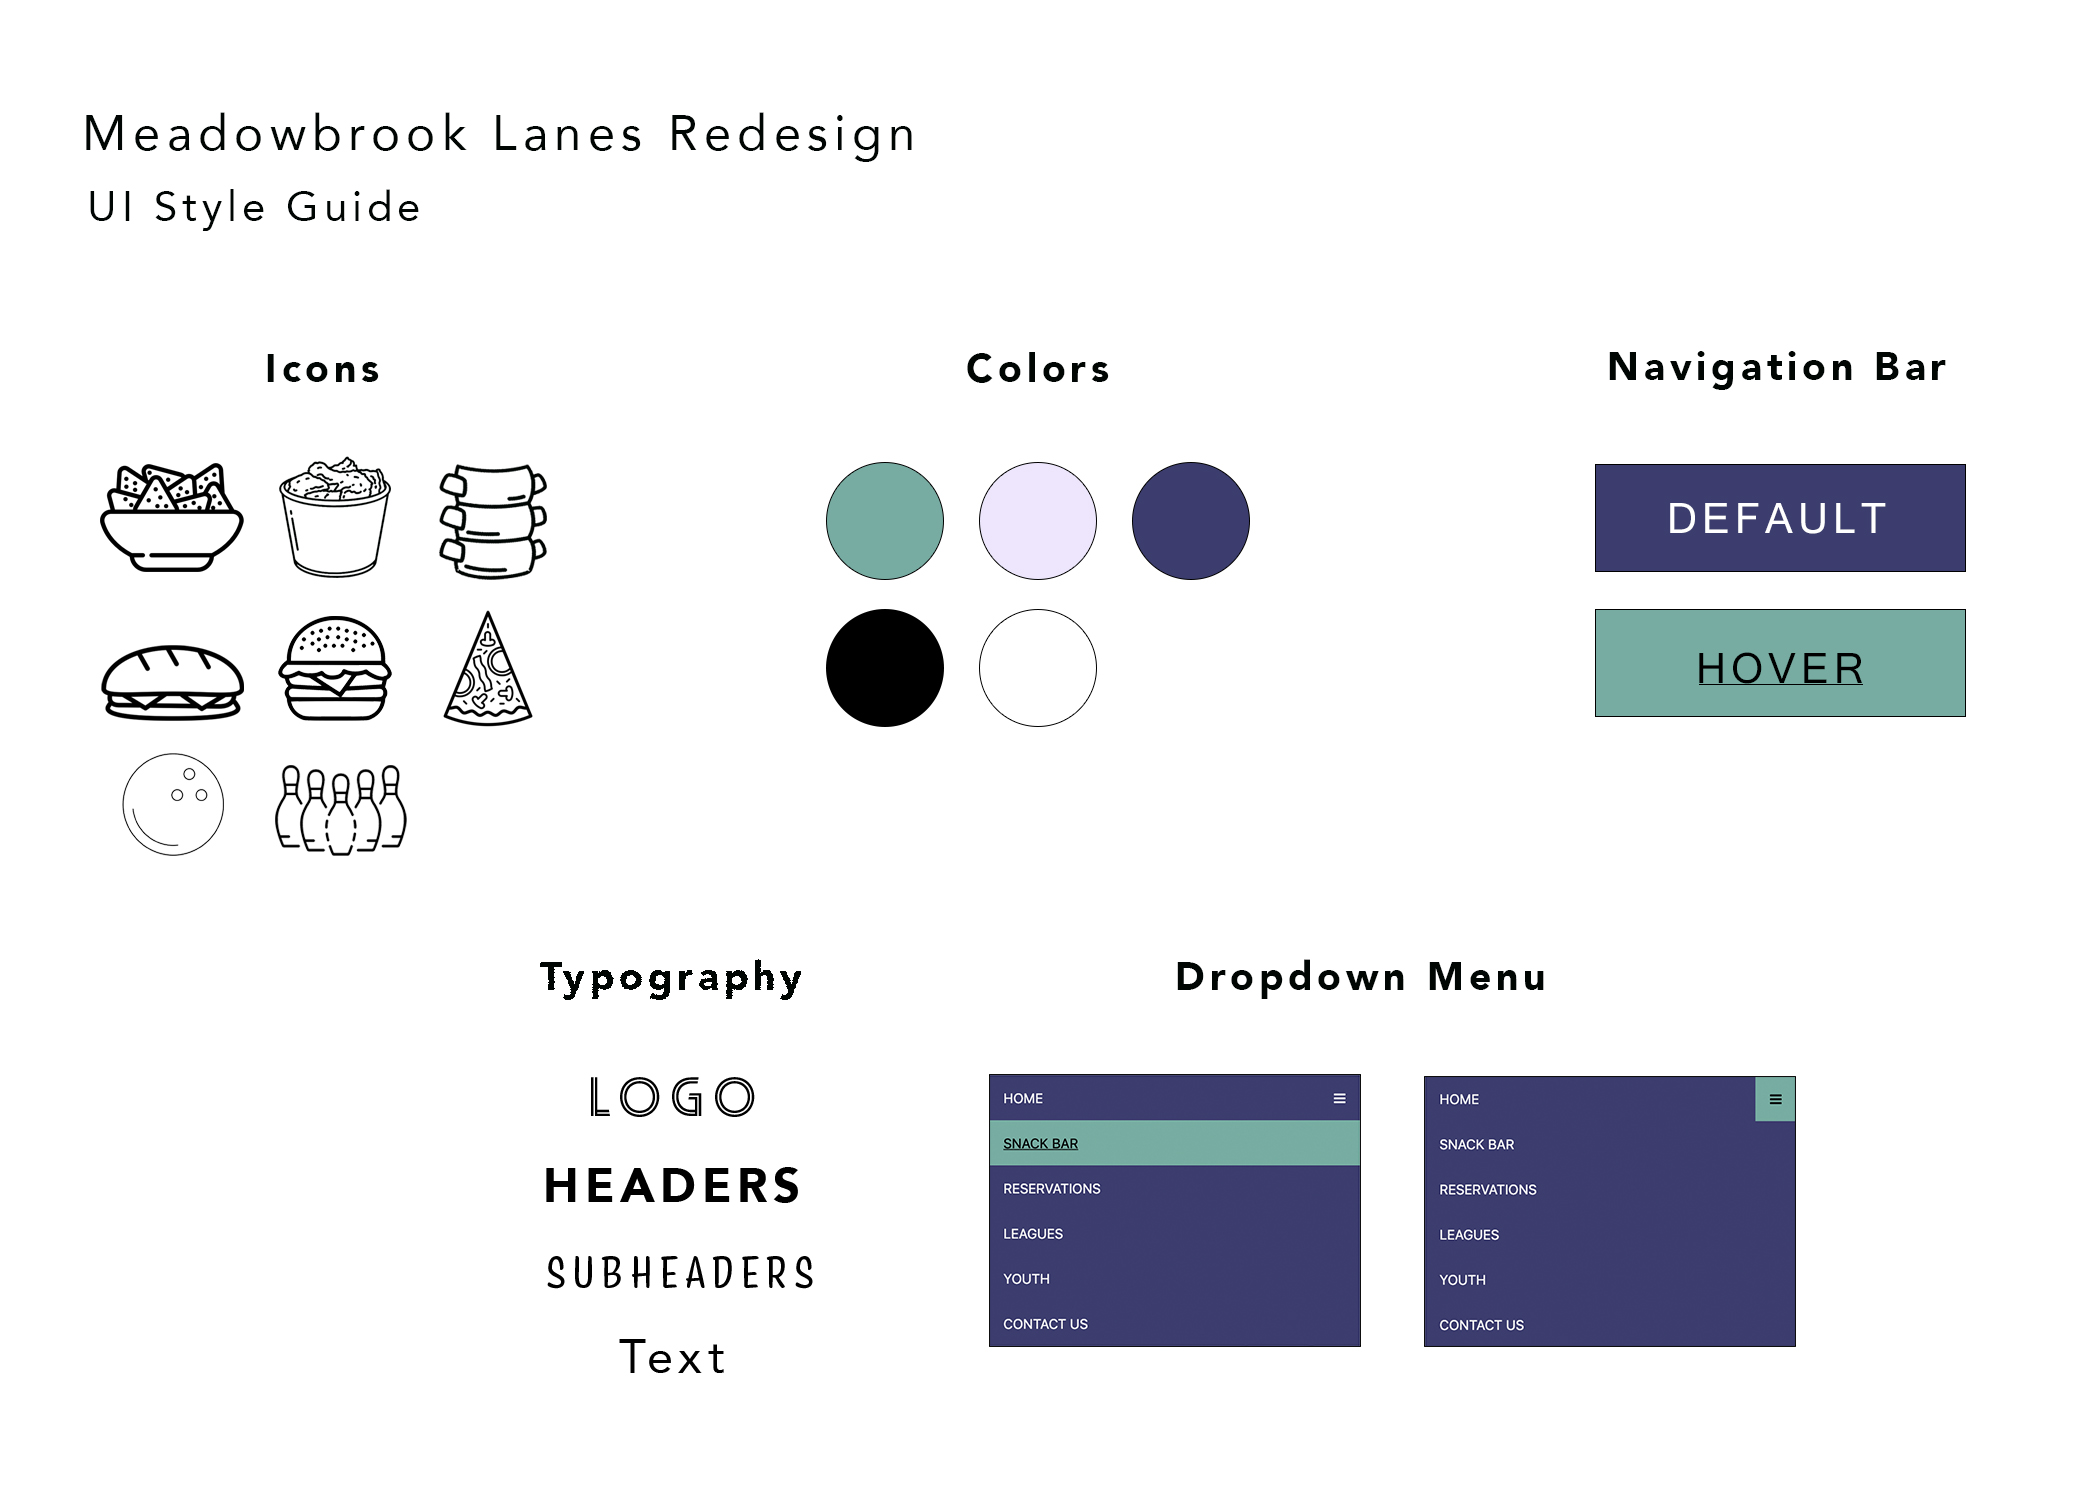 Meadowbrook Lanes Redesign
UI Style Guide
Icons
Colors
Navigation Bar
DEFAULT
HOVER
Typography
LOGO
HEADERS
SUBHEADERS
Text
Dropdown Menu
HOME
SNACK BAR
RESERVATIONS
LEAGUES
YOUTH
CONTACT US
HOME
SNACK BAR
RESERVATIONS
LEAGUES
YOUTH
CONTACT US